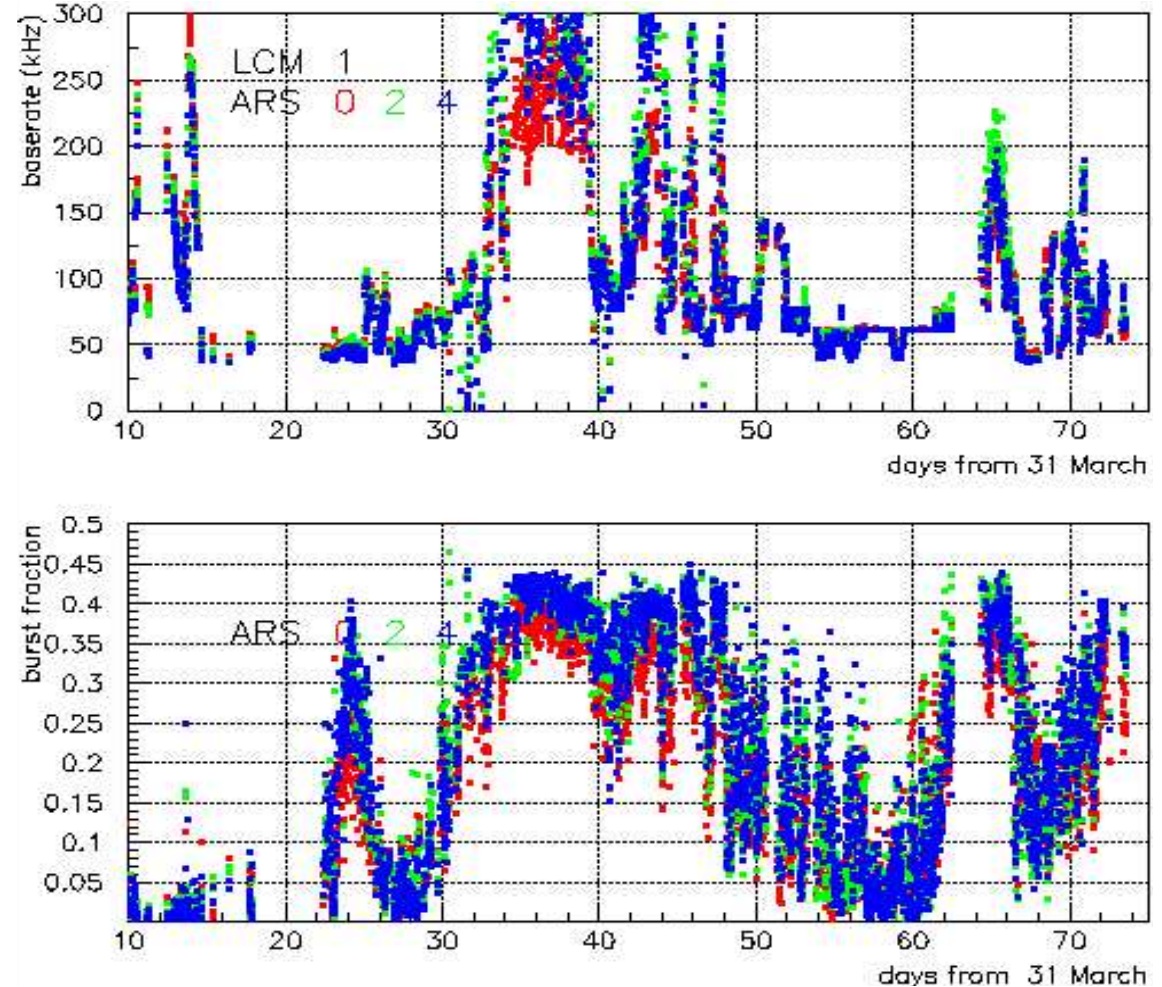 baserate (kHz)
300
250
200
150
100
50
0
LCM 1
ARS 0 2 4
10 20 30 40 50 60 70
days from 31 March
burst fraction
0.5
0.45
0.4
0.35
0.3
0.25
0.2
0.15
0.1
0.05
ARS 0 2 4
10 20 30 40 50 60 70
days from 31 March